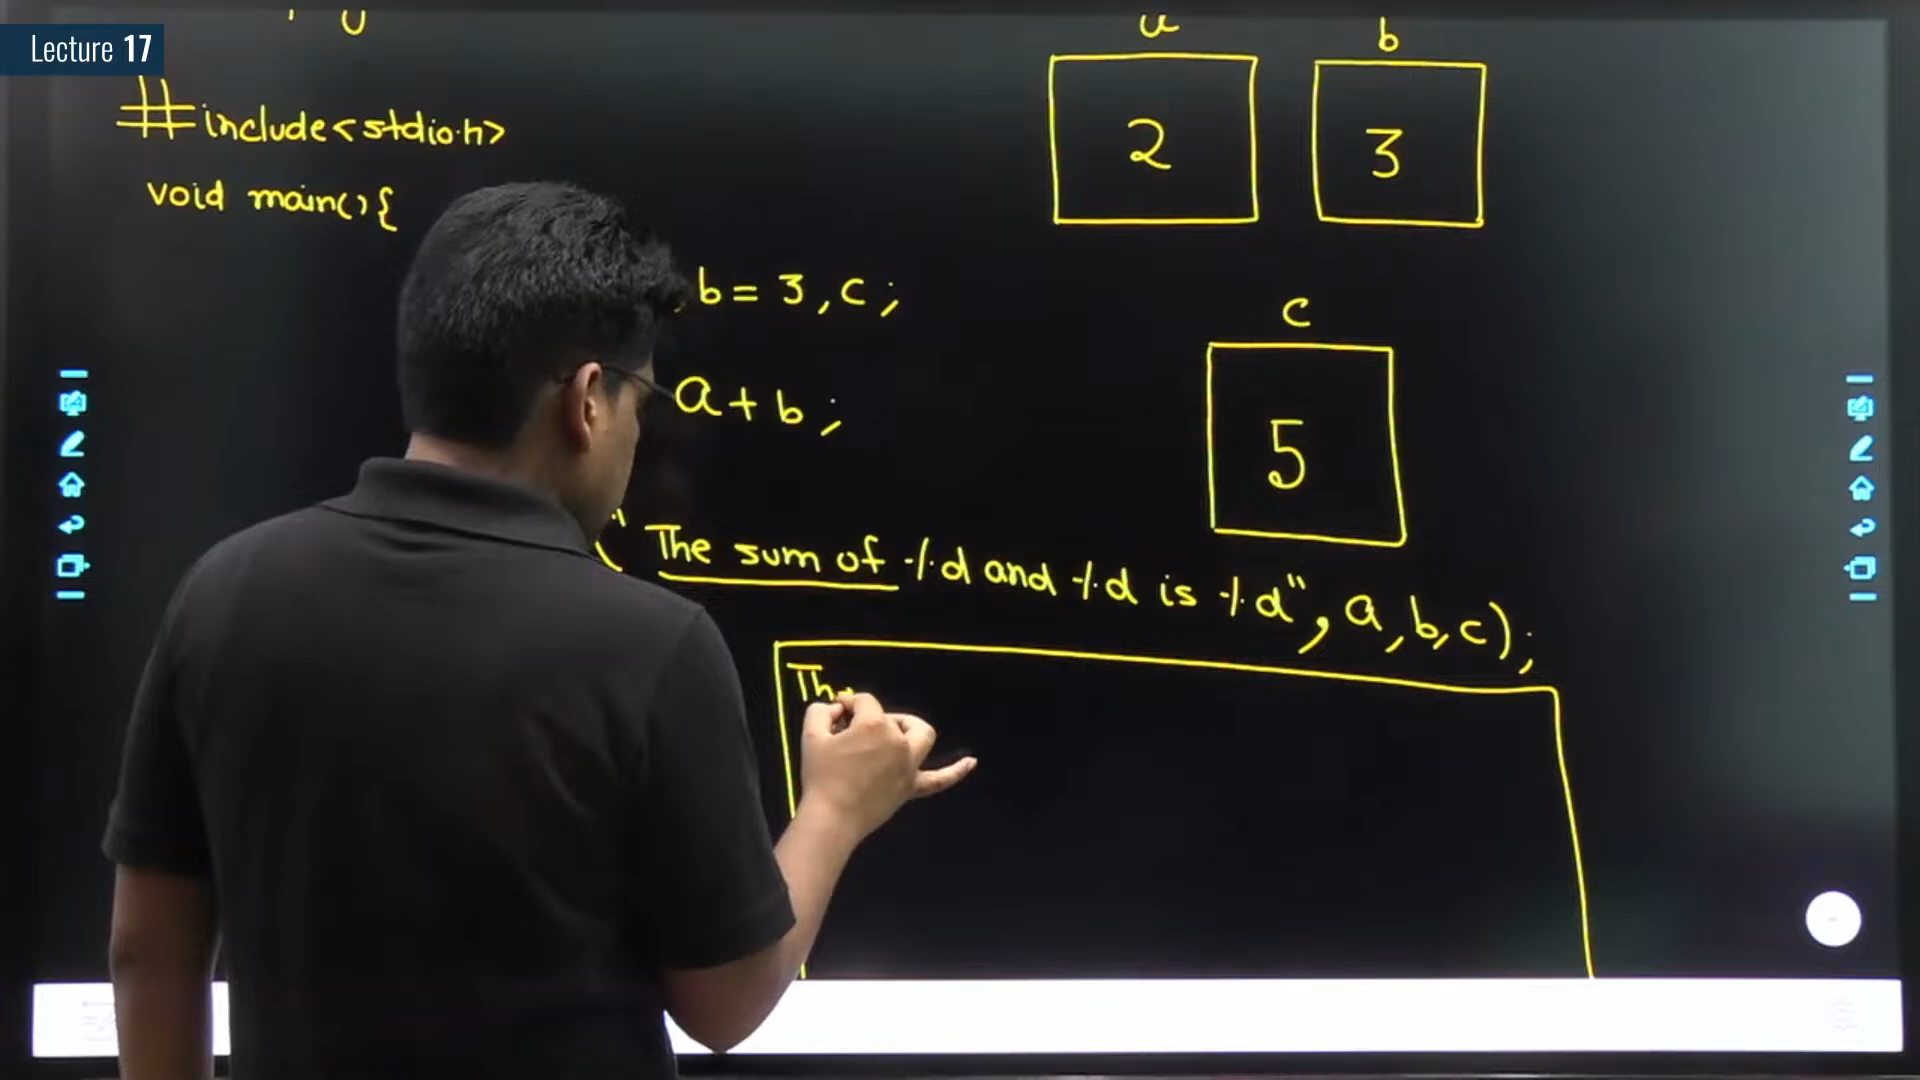 Lecture 17
a
b
#include<stdio.h>
2
3
void main(){
, b = 3, c;
c
a + b ;
5
(" The sum of %d and %d is %d", a, b, c);
Th